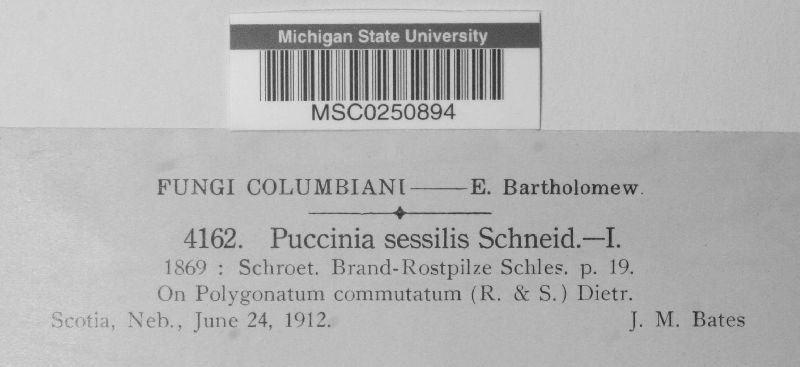 Michigan State University
MSC0250894
FUNGI COLUMBIANI——E. Bartholomew.
4162. Puccinia sessilis Schneid.—I.
1869 : Schroet. Brand-Rostpilze Schles. p. 19.
On Polygonatum commutatum (R. & S.) Dietr.
Scotia, Neb., June 24, 1912. J. M. Bates